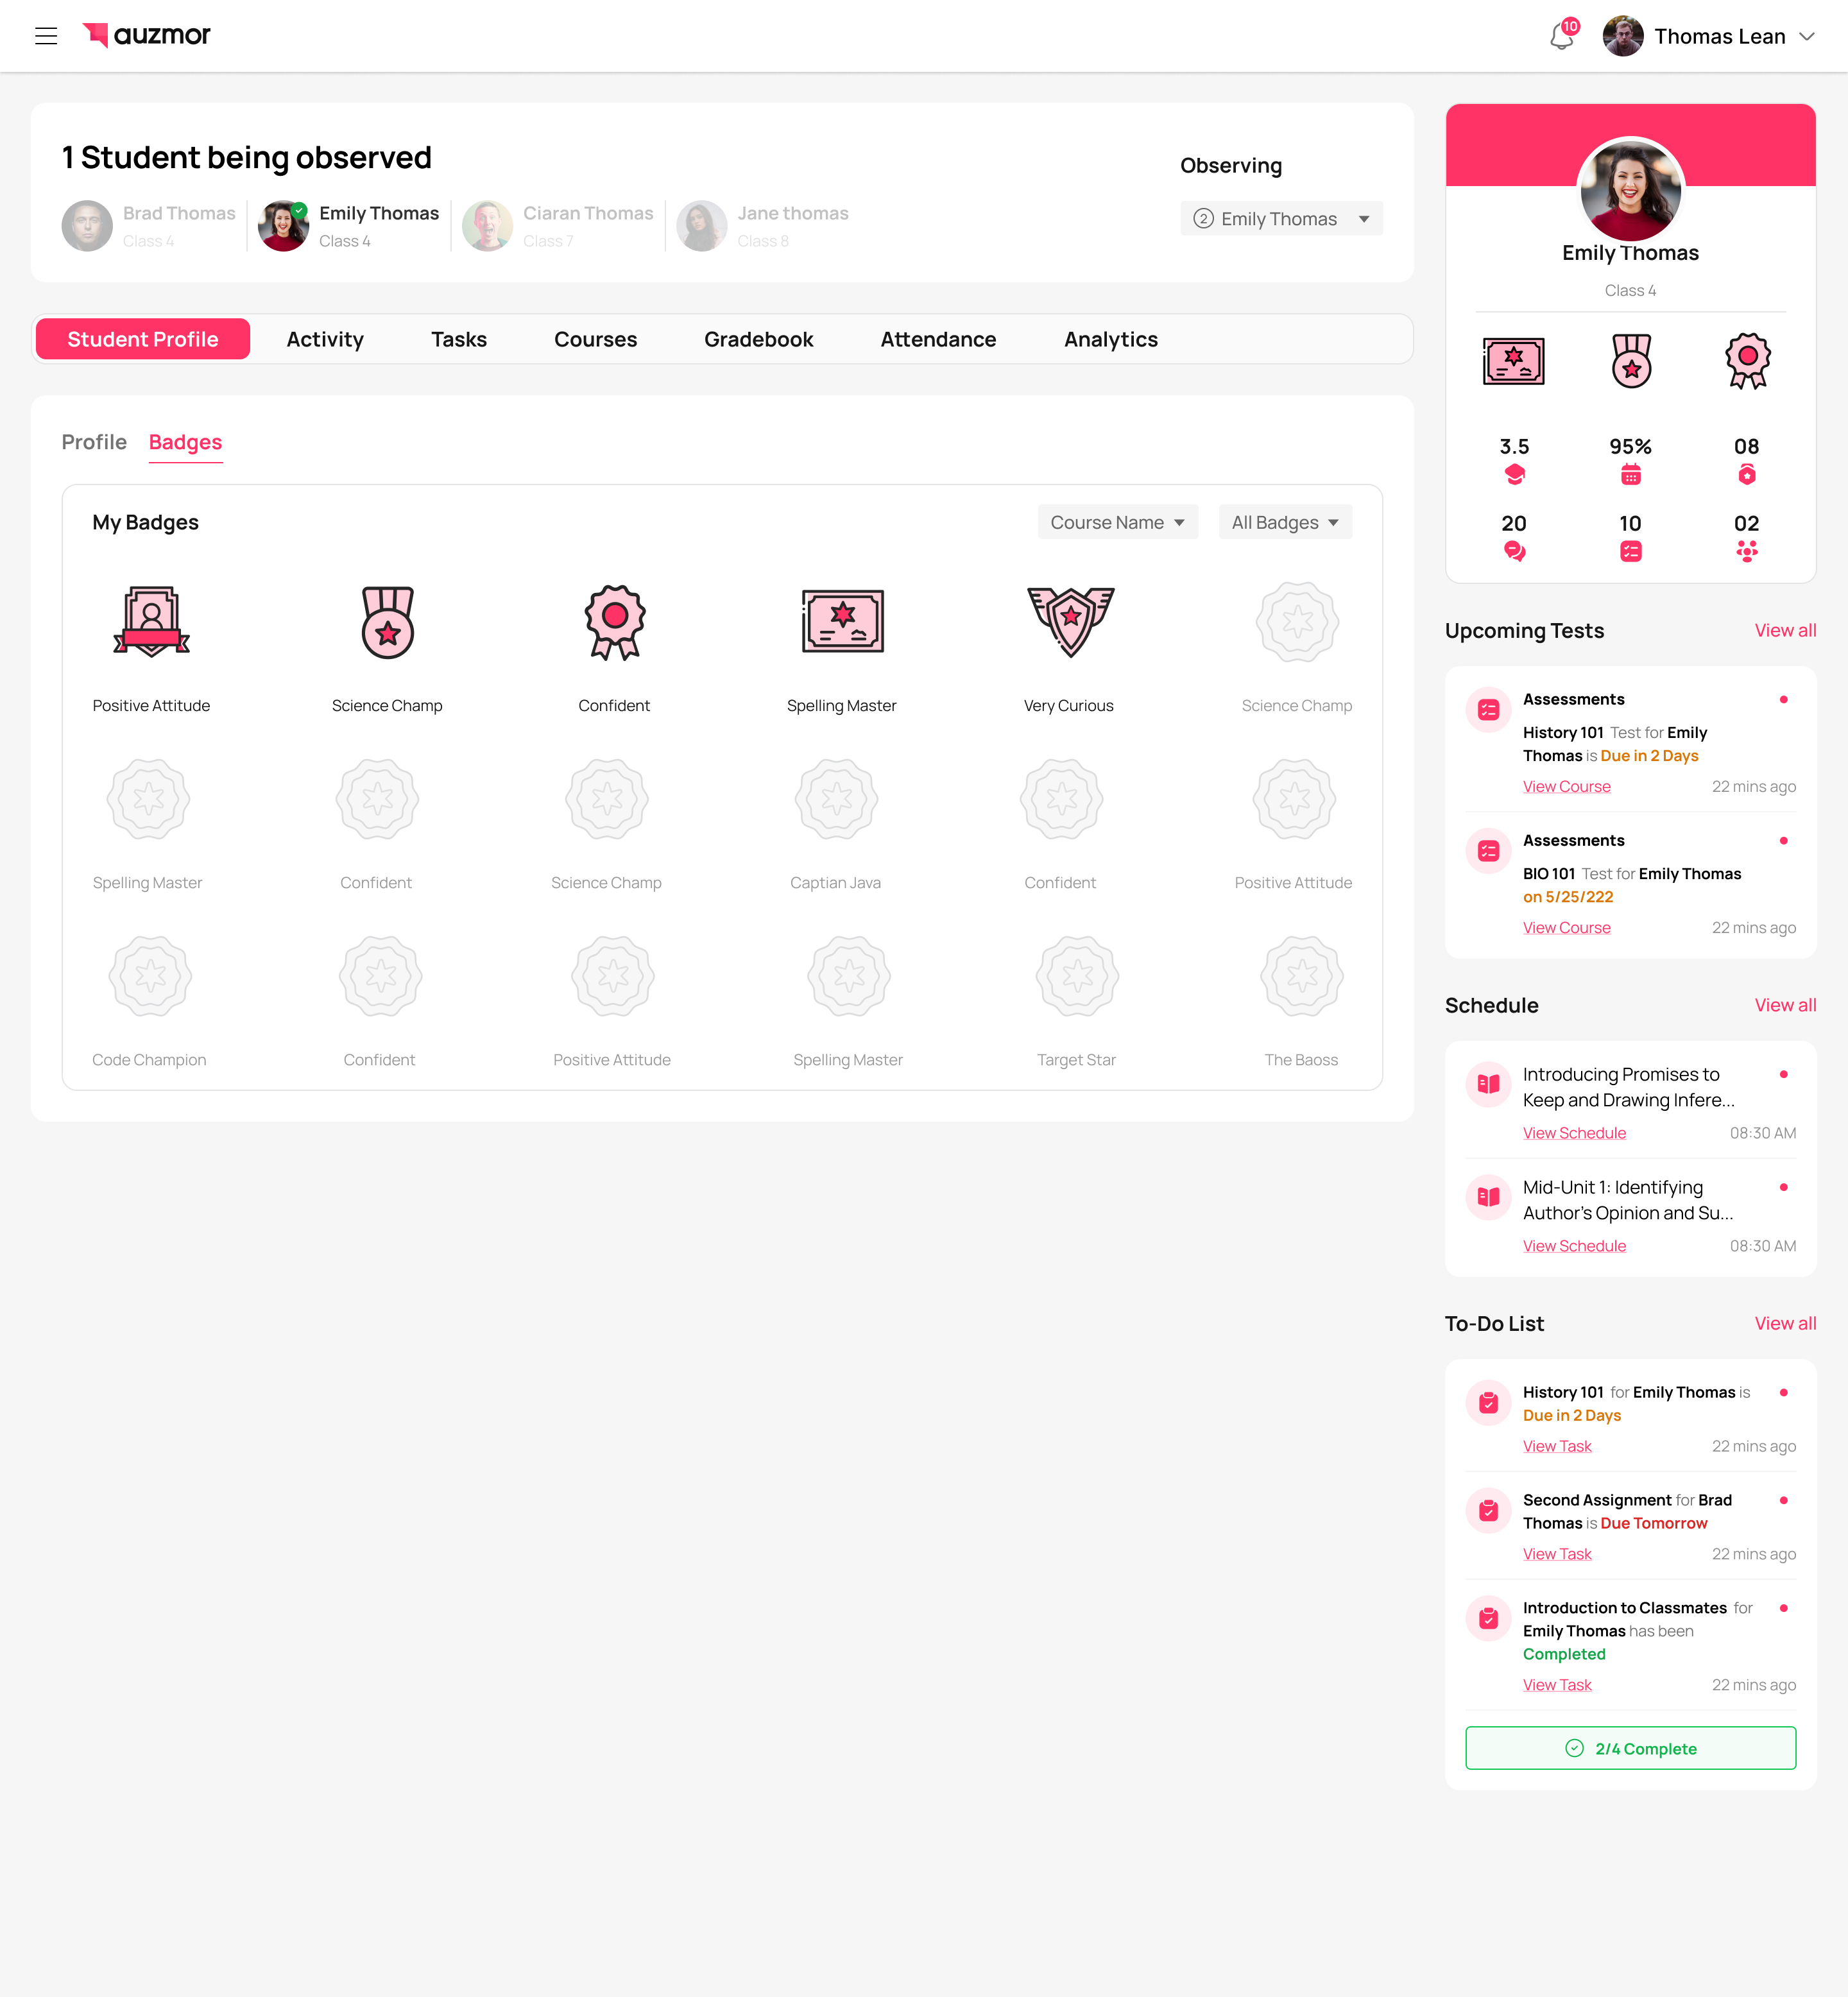 auzmor
10
Thomas Lean
1 Student being observed
Brad Thomas
Class 4
Emily Thomas
Class 4
Ciaran Thomas
Class 7
Jane thomas
Class 8
Observing
2 Emily Thomas
Student Profile
Activity
Tasks
Courses
Gradebook
Attendance
Analytics
Profile
Badges
My Badges
Course Name
All Badges
Positive Attitude
Science Champ
Confident
Spelling Master
Very Curious
Science Champ
Spelling Master
Confident
Science Champ
Captian Java
Confident
Positive Attitude
Code Champion
Confident
Positive Attitude
Spelling Master
Target Star
The Baoss
Emily Thomas
Class 4
3.5
95%
08
20
10
02
Upcoming Tests
View all
Assessments
History 101 Test for Emily
Thomas is Due in 2 Days
View Course
22 mins ago
Assessments
BIO 101 Test for Emily Thomas
on 5/25/222
View Course
22 mins ago
Schedule
View all
Introducing Promises to
Keep and Drawing Infere...
View Schedule
08:30 AM
Mid-Unit 1: Identifying
Author's Opinion and Su...
View Schedule
08:30 AM
To-Do List
View all
History 101 for Emily Thomas is
Due in 2 Days
View Task
22 mins ago
Second Assignment for Brad
Thomas is Due Tomorrow
View Task
22 mins ago
Introduction to Classmates for
Emily Thomas has been
Completed
View Task
22 mins ago
2/4 Complete